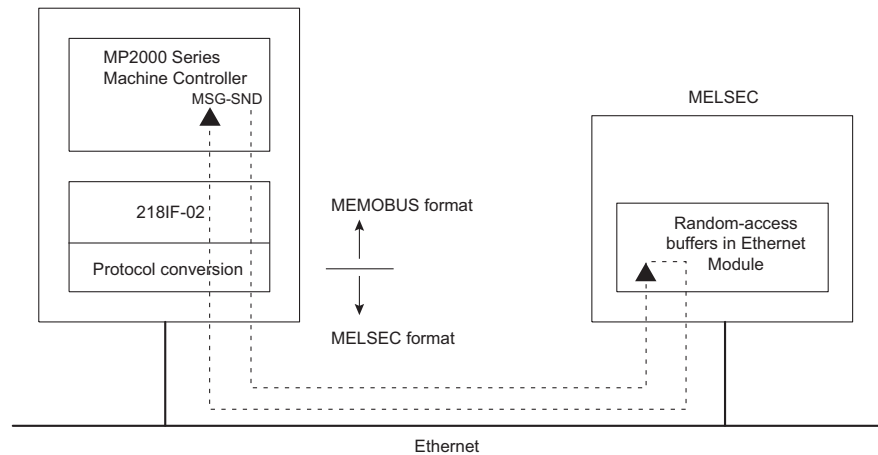 MP2000 Series
Machine Controller
MSG-SND
218IF-02
Protocol conversion
MEMOBUS format
MELSEC format
MELSEC
Random-access
buffers in Ethernet
Module
Ethernet